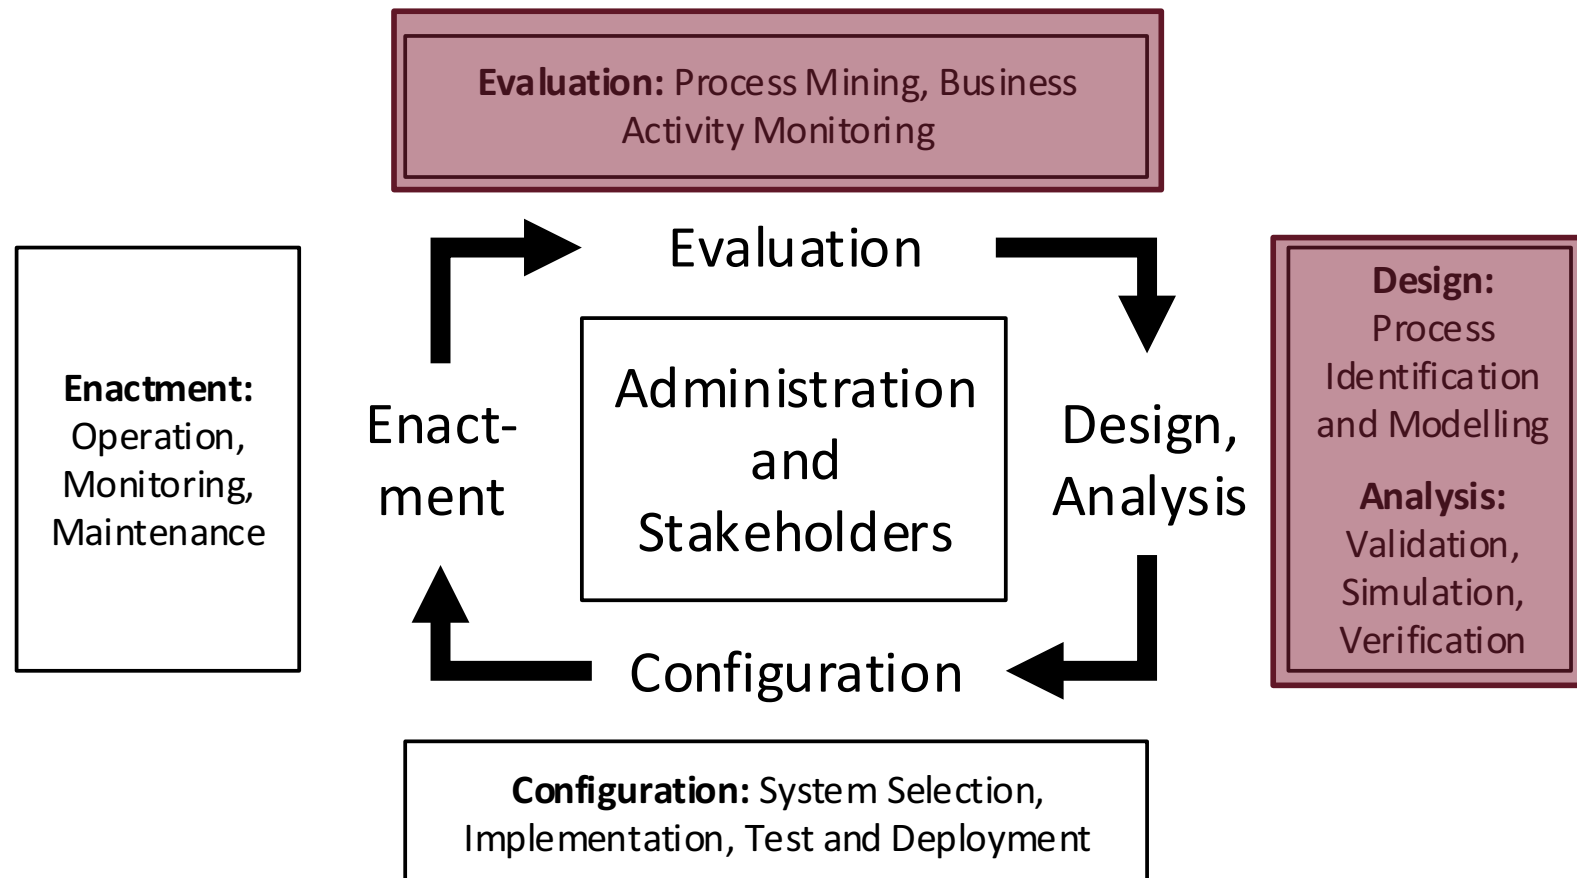 Evaluation: Process Mining, Business
Activity Monitoring
Evaluation
Enactment:
Operation,
Monitoring,
Maintenance
Enact-
ment
Administration
and
Stakeholders
Design,
Analysis
Design:
Process
Identification
and Modelling
Analysis:
Validation,
Simulation,
Verification
Configuration
Configuration: System Selection,
Implementation, Test and Deployment